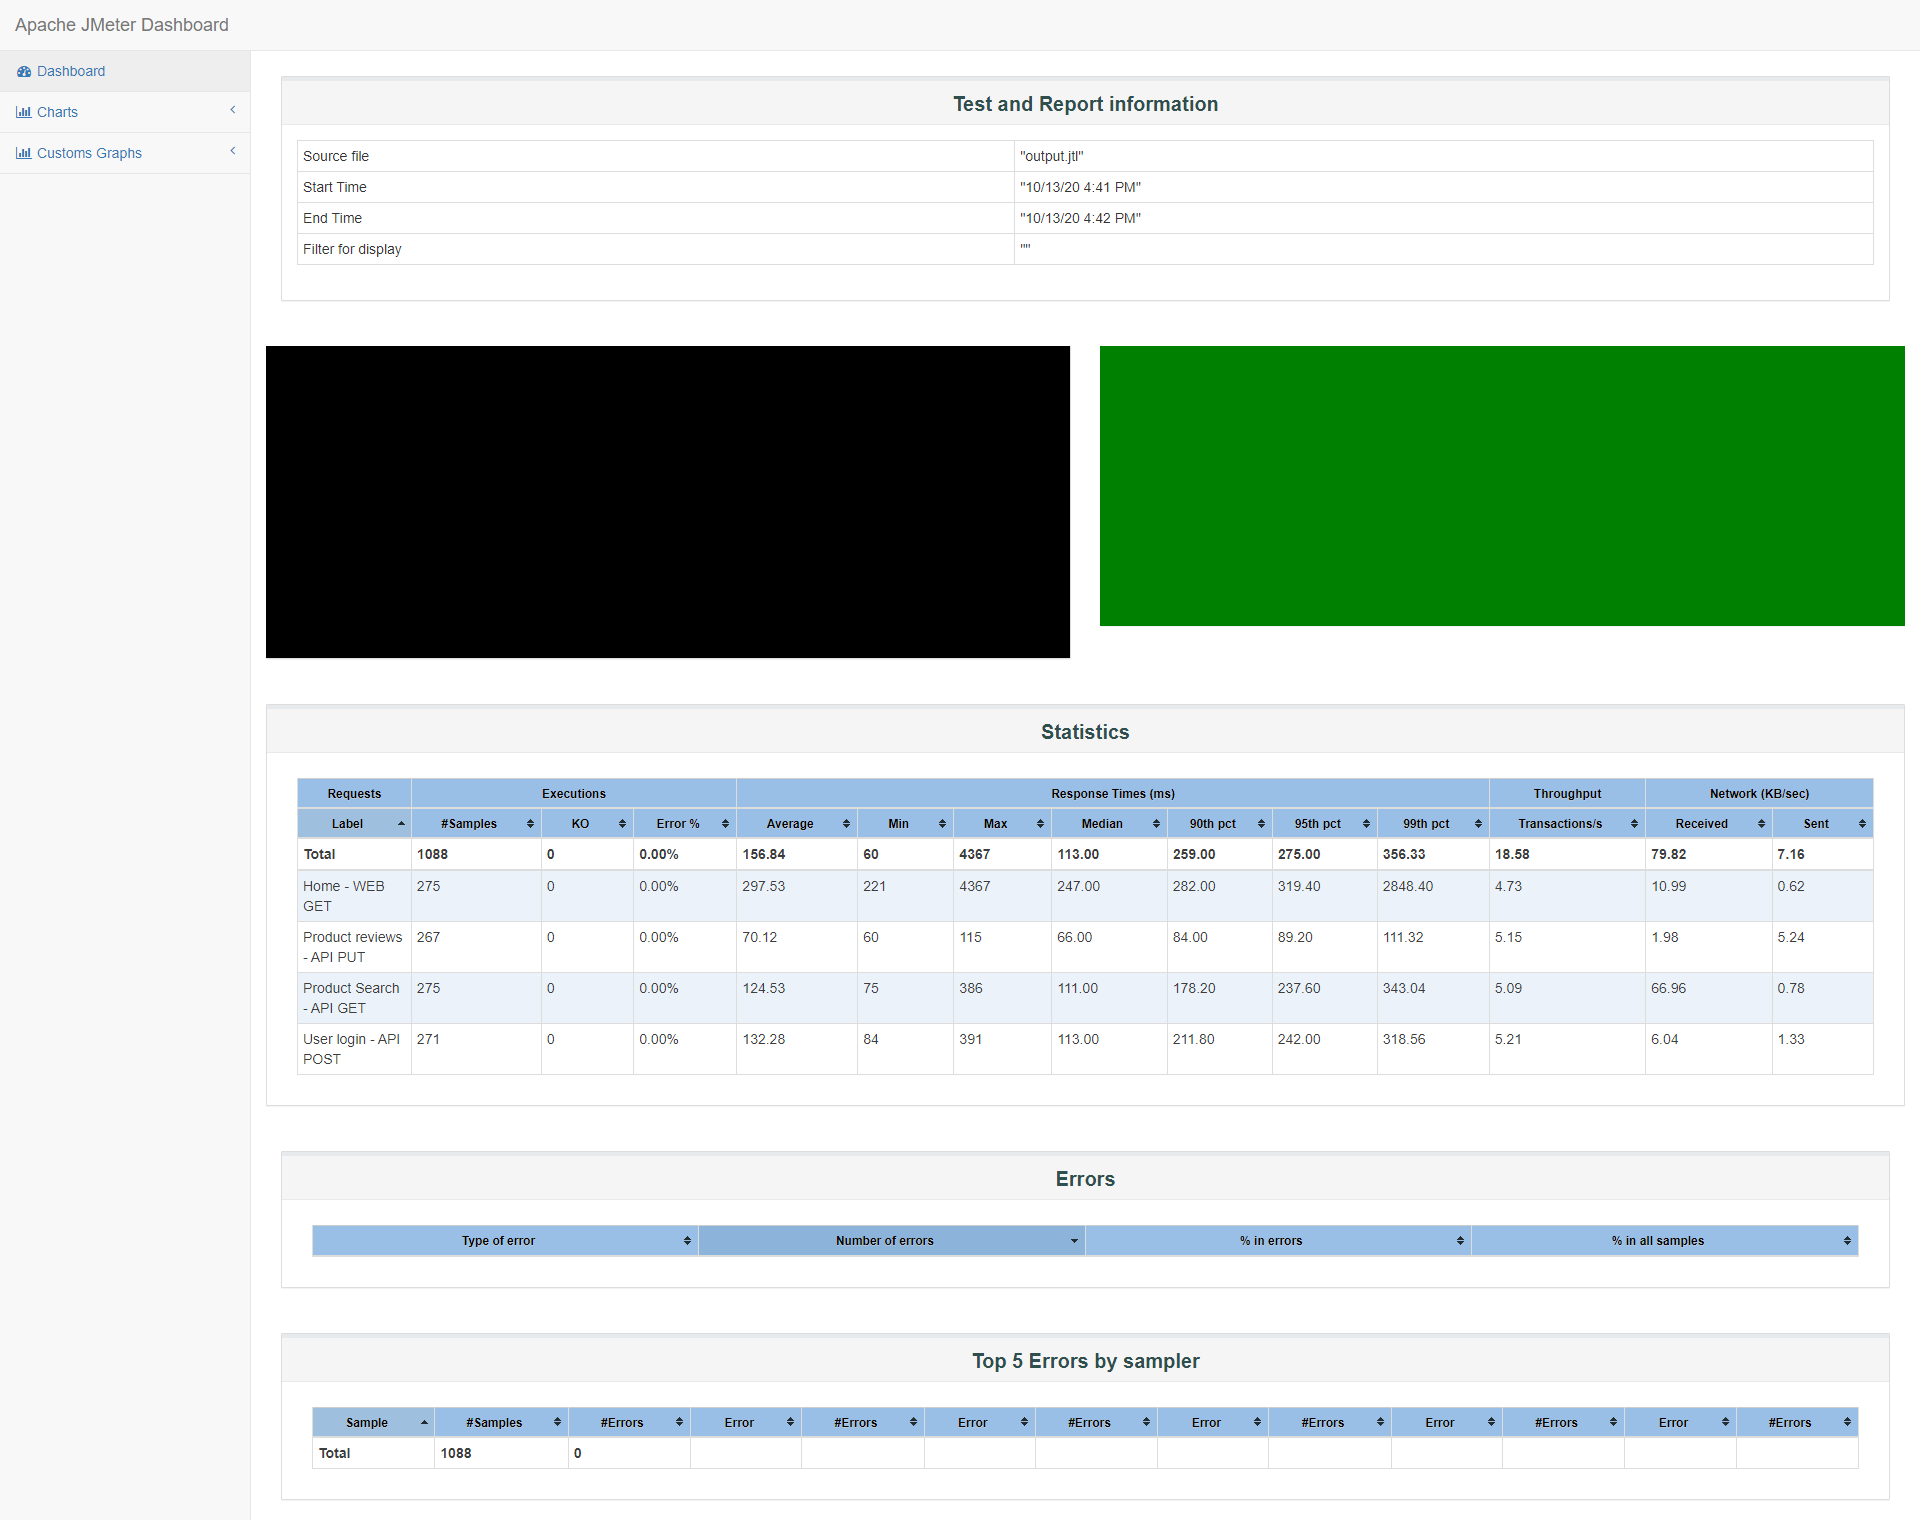 Apache JMeter Dashboard
Dashboard
Charts
Customs Graphs
Test and Report information
Source file "output.jtl"
Start Time "10/13/20 4:41 PM"
End Time "10/13/20 4:42 PM"
Filter for display ""
Statistics
Requests Executions Response Times (ms) Throughput Network (KB/sec)
Label #Samples KO Error % Average Min Max Median 90th pct 95th pct 99th pct Transactions/s Received Sent
Total 1088 0 0.00% 156.84 60 4367 113.00 259.00 275.00 356.33 18.58 79.82 7.16
Home - WEB 275 0 0.00% 297.53 221 4367 247.00 282.00 319.40 2848.40 4.73 10.99 0.62
GET
Product reviews 267 0 0.00% 70.12 60 115 66.00 84.00 89.20 111.32 5.15 1.98 5.24
- API PUT
Product Search 275 0 0.00% 124.53 75 386 111.00 178.20 237.60 343.04 5.09 66.96 0.78
- API GET
User login - API 271 0 0.00% 132.28 84 391 113.00 211.80 242.00 318.56 5.21 6.04 1.33
POST
Errors
Type of error Number of errors % in errors % in all samples
Top 5 Errors by sampler
Sample #Samples #Errors Error #Errors Error #Errors Error #Errors Error #Errors Error #Errors
Total 1088 0